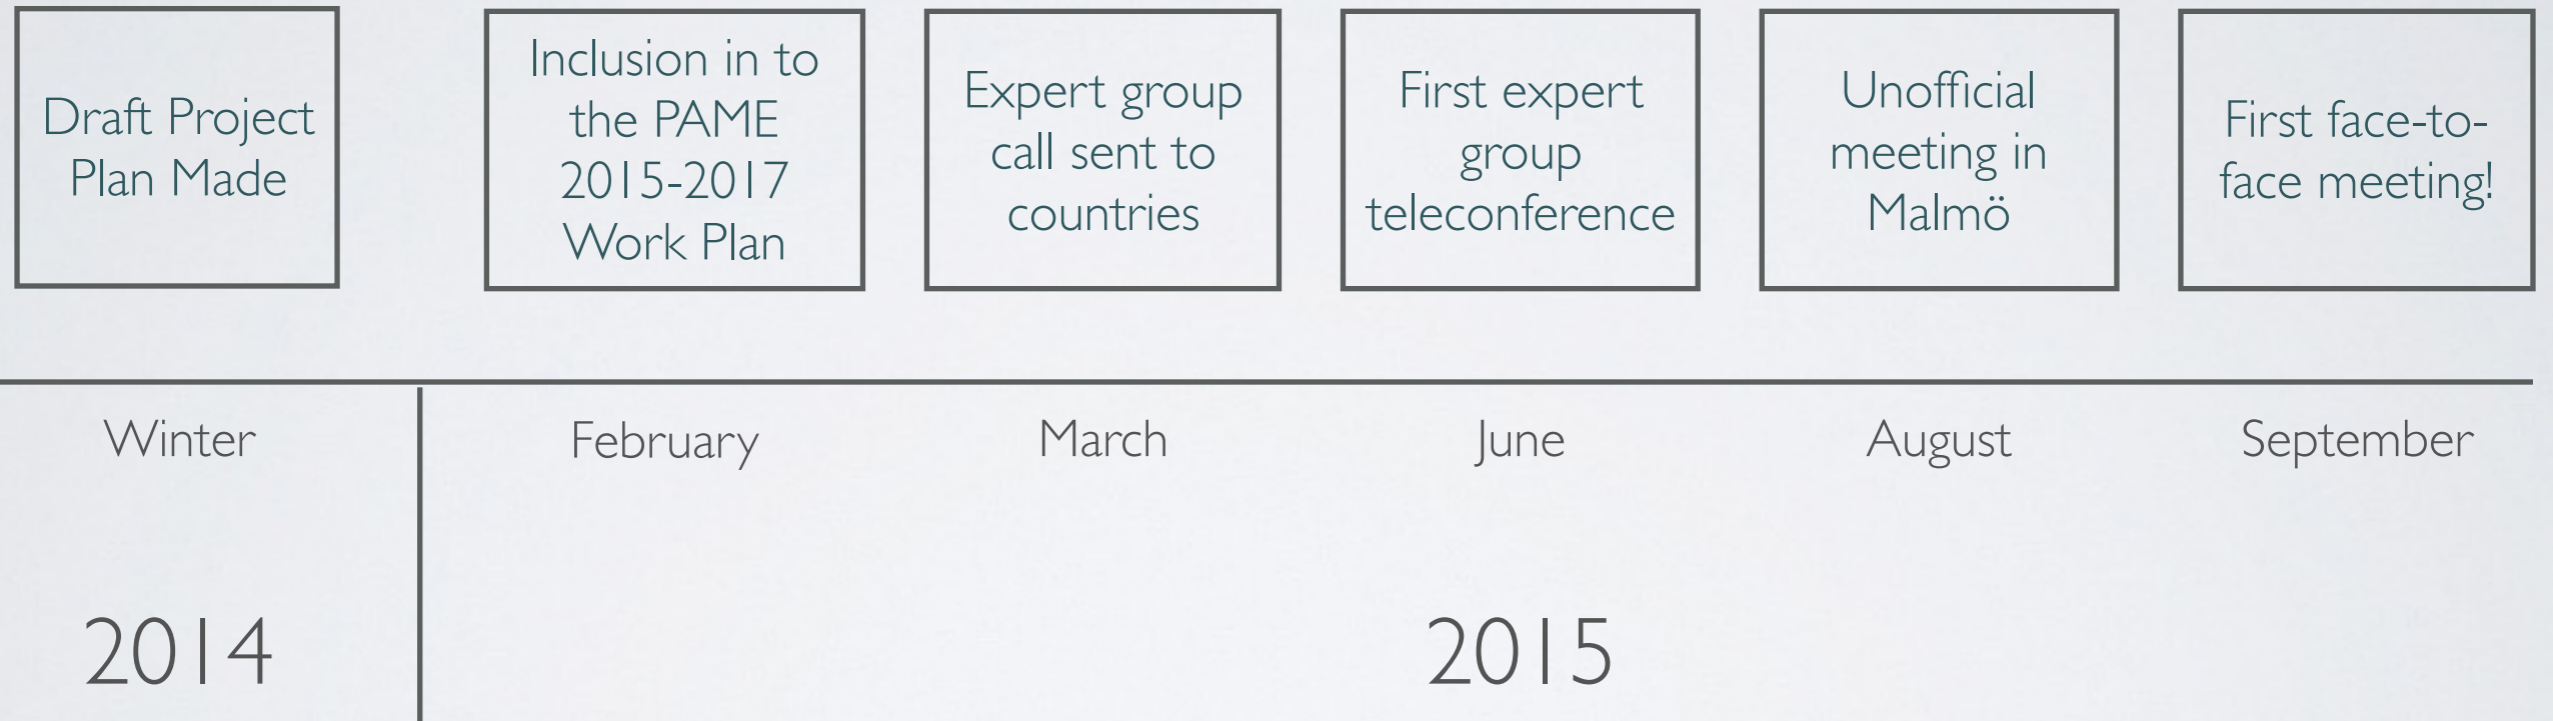 Draft Project
Plan Made
Inclusion in to
the PAME
2015-2017
Work Plan
Expert group
call sent to
countries
First expert
group
teleconference
Unofficial
meeting in
Malmö
First face-to-
face meeting!
Winter
February
March
June
August
September
2014
2015